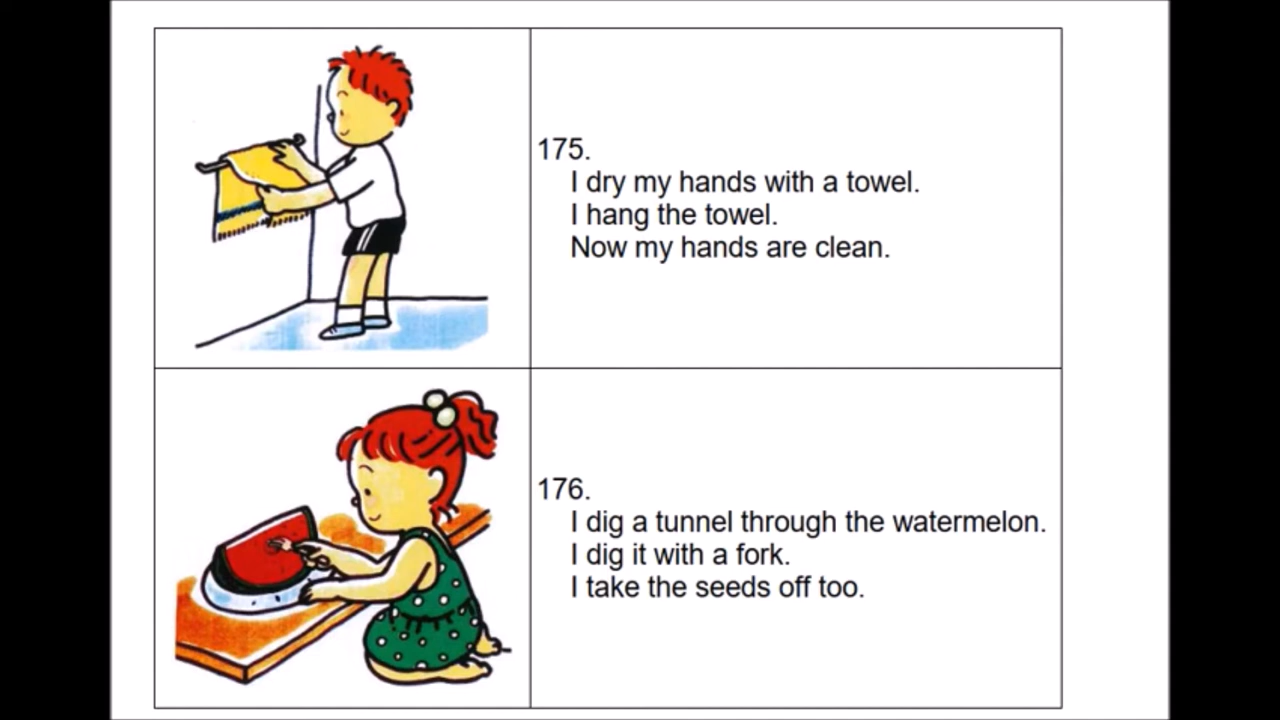 175.
I dry my hands with a towel.
I hang the towel.
Now my hands are clean.
176.
I dig a tunnel through the watermelon.
I dig it with a fork.
I take the seeds off too.